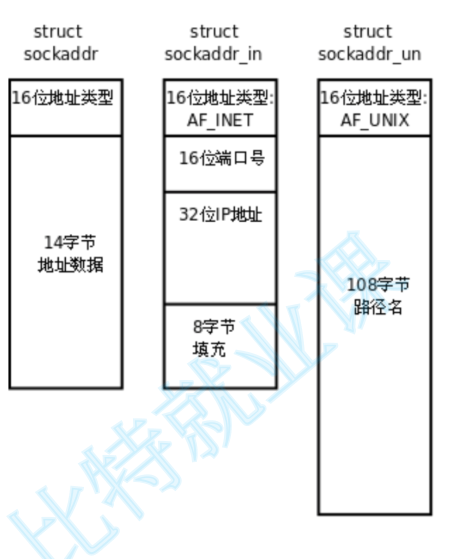 struct
sockaddr
16位地址类型
14字节
地址数据
struct
sockaddr_in
16位地址类型:
AF_INET
16位端口号
32位IP地址
8字节
填充
struct
sockaddr_un
16位地址类型:
AF_UNIX
108字节
路径名
比特就业课